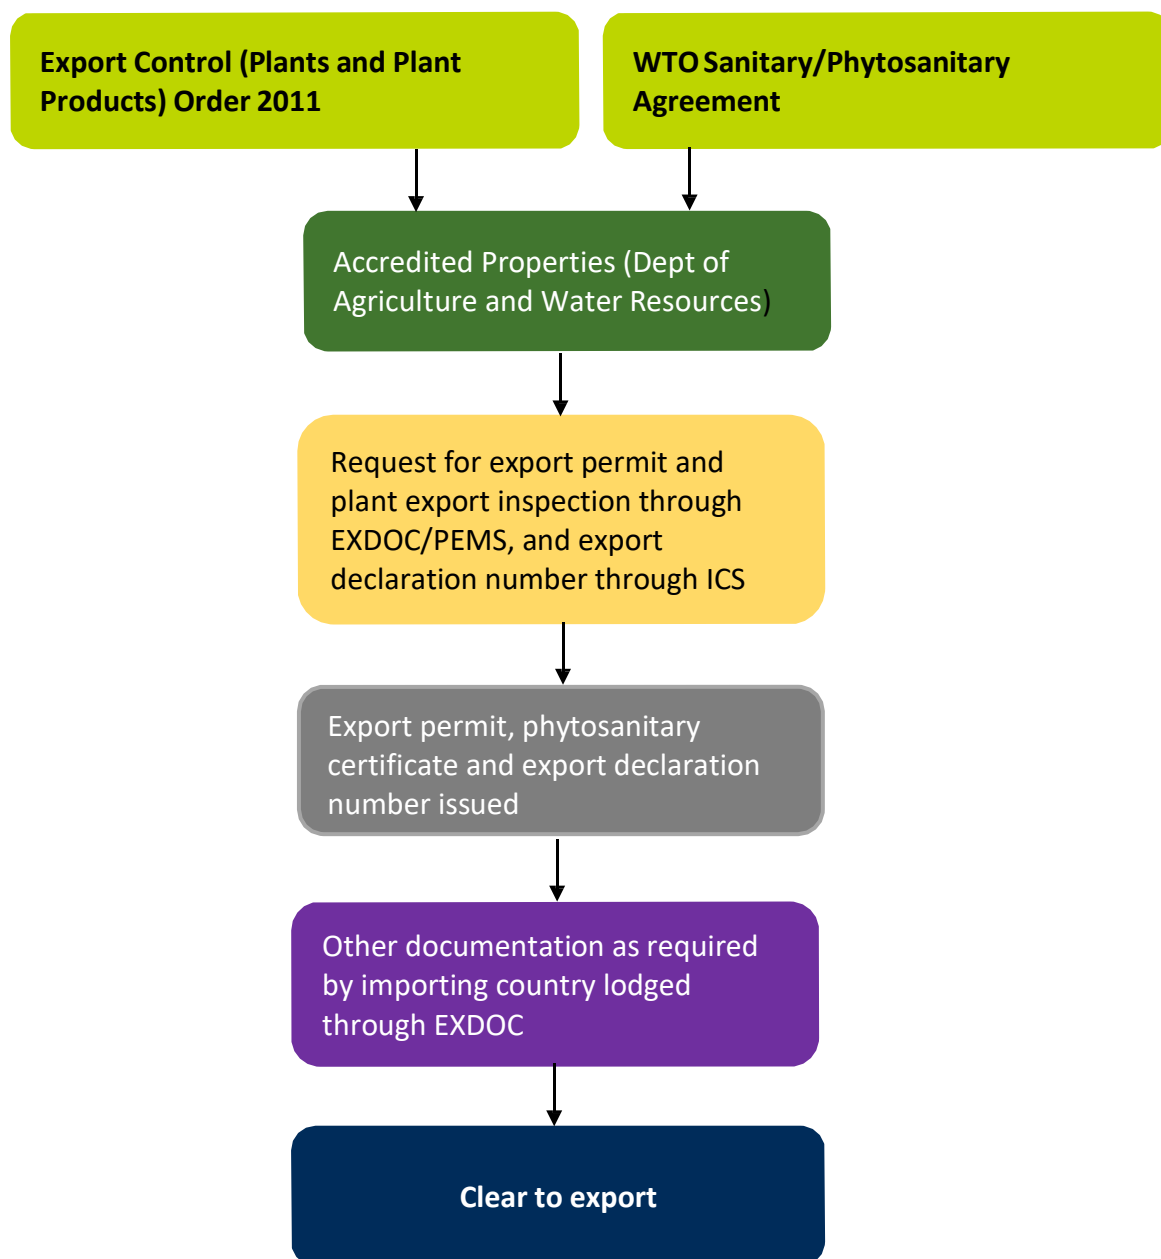 Export Control (Plants and Plant
Products) Order 2011
WTO Sanitary/Phytosanitary
Agreement
Accredited Properties (Dept of
Agriculture and Water Resources)
Request for export permit and
plant export inspection through
EXDOC/PEMS, and export
declaration number through ICS
Export permit, phytosanitary
certificate and export declaration
number issued
Other documentation as required
by importing country lodged
through EXDOC
Clear to export